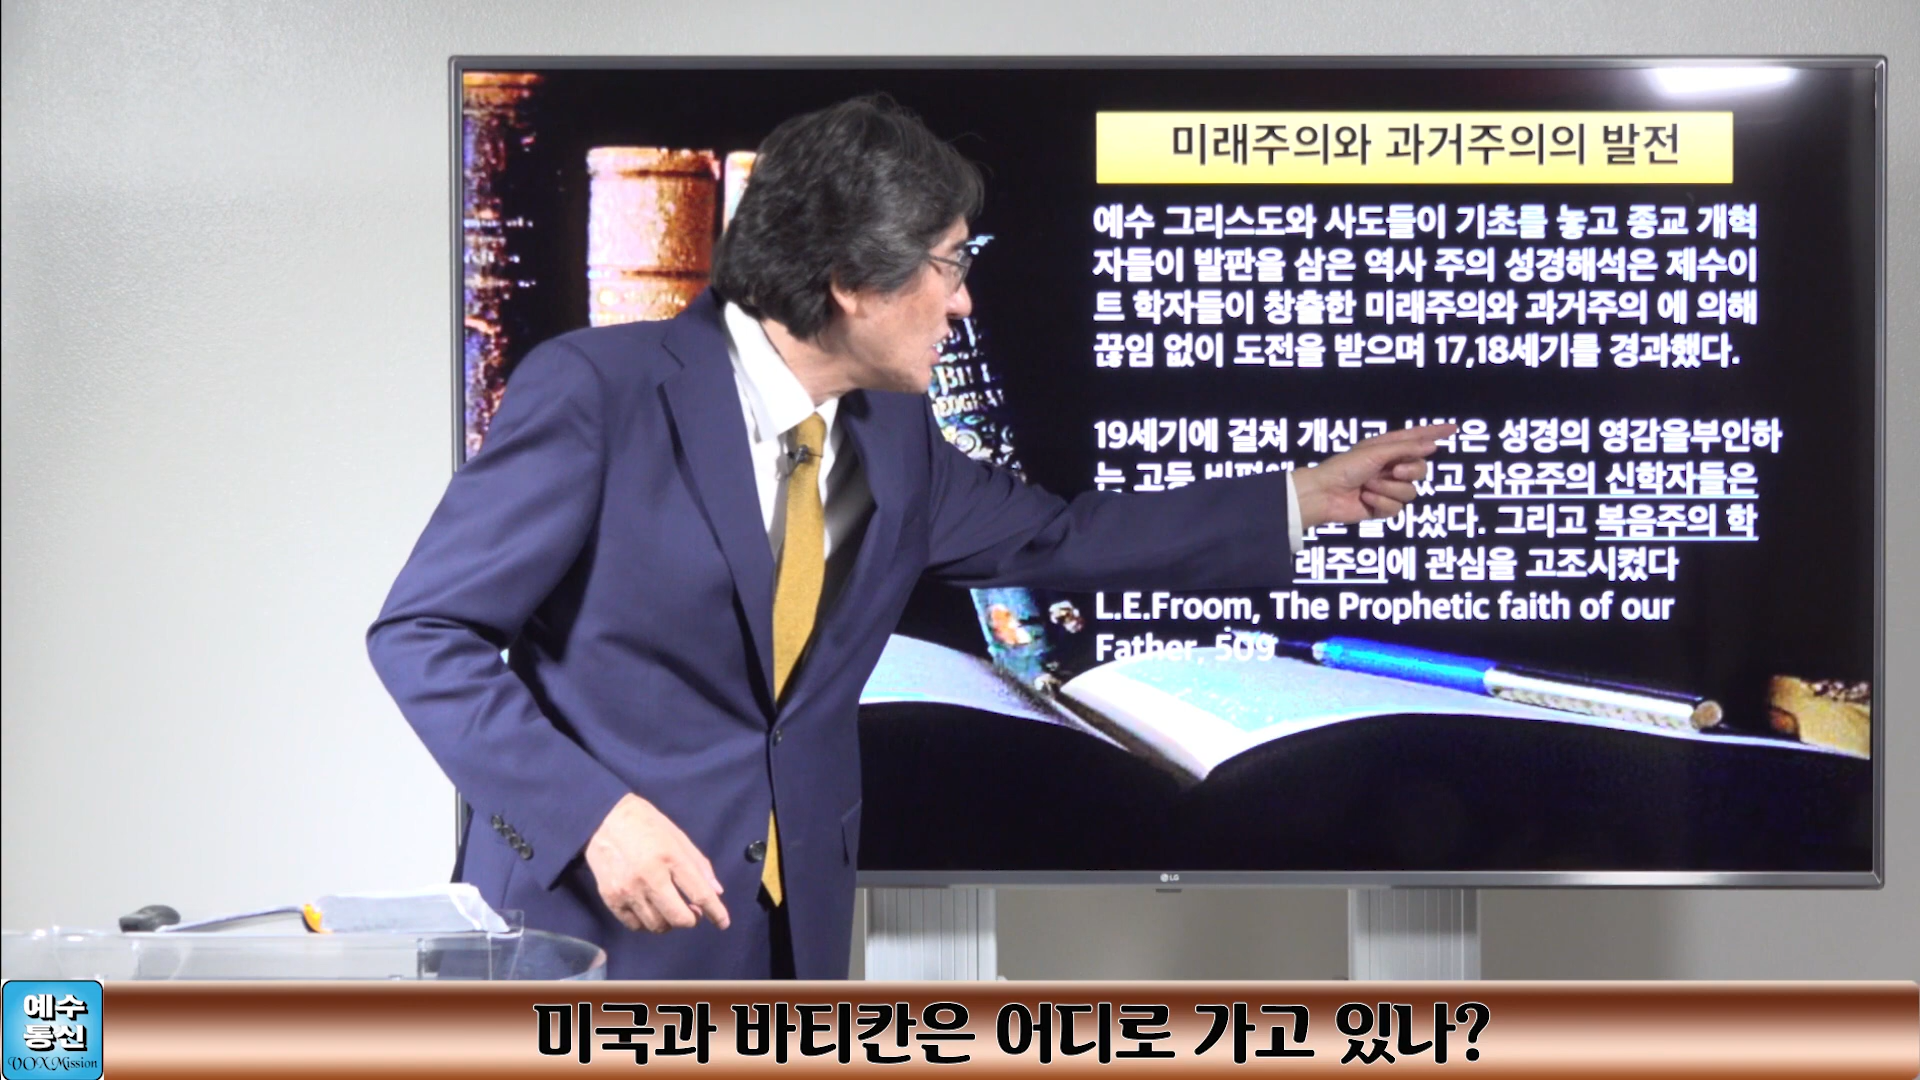 미래주의와 과거주의의 발전
예수 그리스도와 사도들이 기초를 놓고 종교 개혁
자들이 발판을 삼은 역사 주의 성경해석은 제수이
트 학자들이 창출한 미래주의와 과거주의 에 의해
끊임 없이 도전을 받으며 17,18세기를 경과했다.
19세기에 걸쳐 개신교 성경의 영감을부인하
는 고등 자유주의 신학자들은
돌아섰다. 그리고 복음주의 학
래주의에 관심을 고조시켰다
L.E.Froom, The Prophetic faith of our
Father, 509
LG
예수
통신
VOX Mission
미국과 바티칸은 어디로 가고 있나?